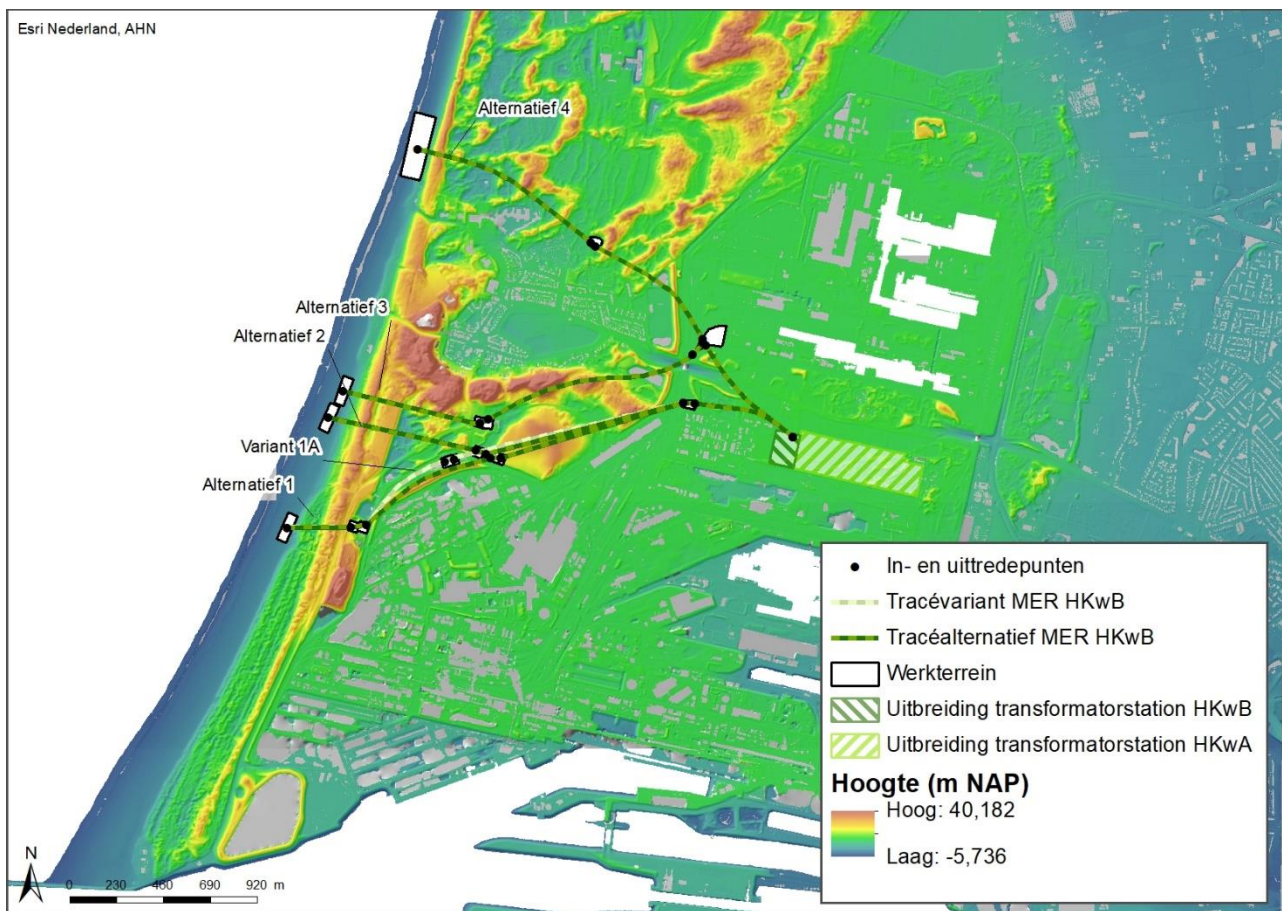 Esri Nederland, AHN
Alternatief 4
Alternatief 3
Alternatief 2
Variant 1A
Alternatief 1
In- en uittredepunten
Tracévariant MER HKwB
Tracéalternatief MER HKwB
Werkterrein
Uitbreiding transformatorstation HKwB
Uitbreiding transformatorstation HKwA
Hoogte (m NAP)
Hoog: 40,182
Laag: -5,736
N
0 230 460 690 920 m